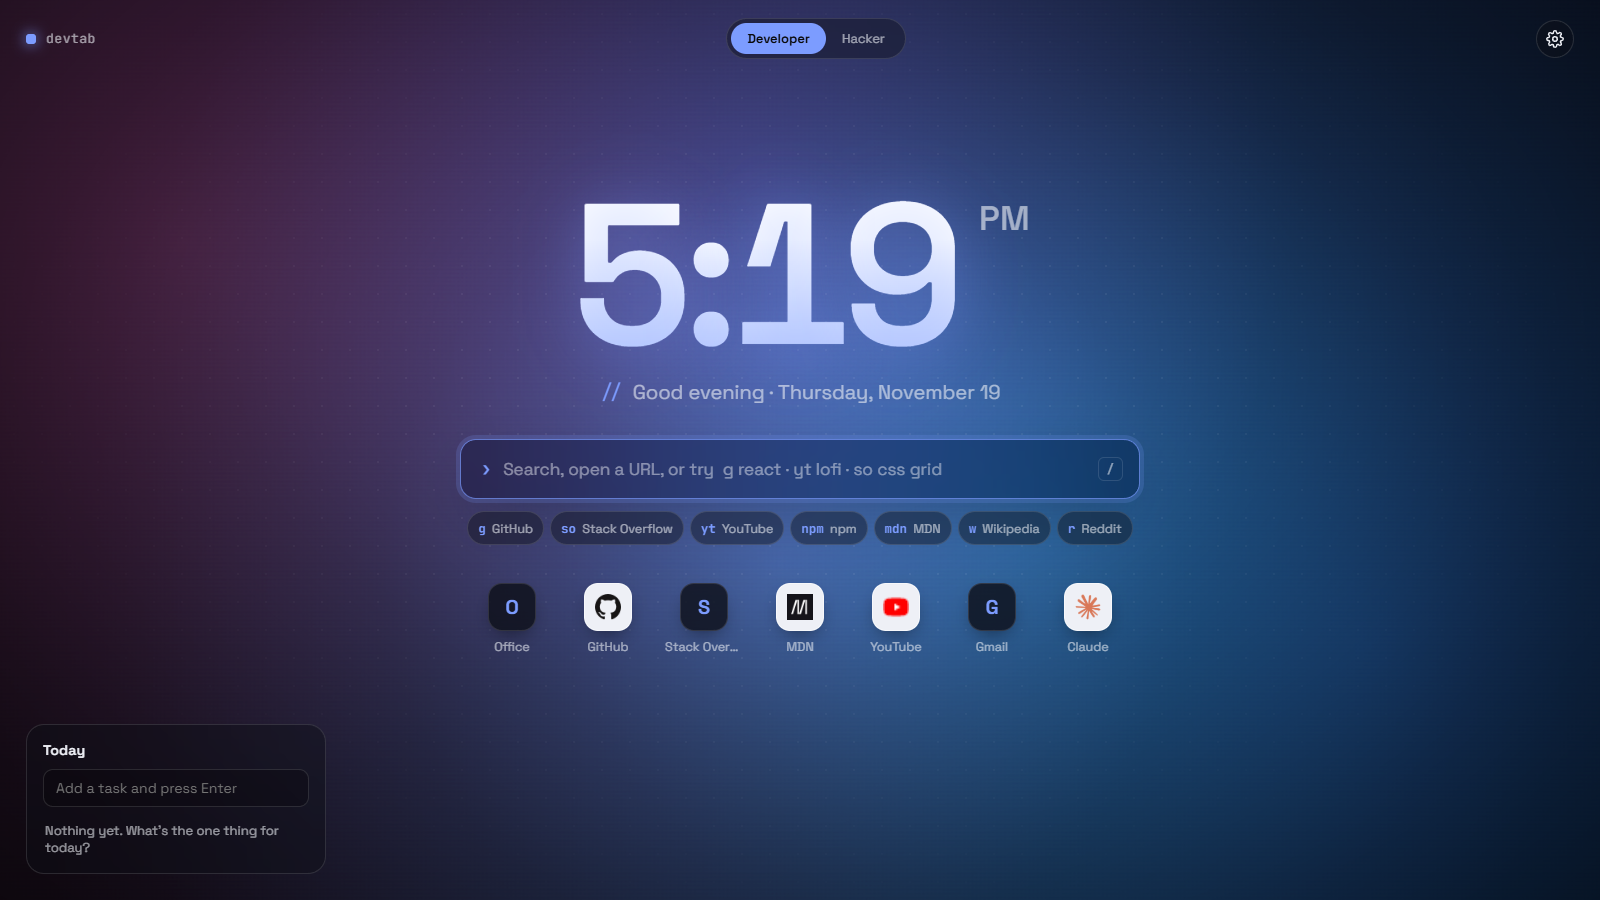 devtab
Developer Hacker
5:19 PM
// Good evening · Thursday, November 19
› Search, open a URL, or try g react · yt lofi · so css grid /
g GitHub so Stack Overflow yt YouTube npm npm mdn MDN w Wikipedia r Reddit
O S G
Office GitHub Stack Over... MDN YouTube Gmail Claude
Today
Add a task and press Enter
Nothing yet. What's the one thing for
today?